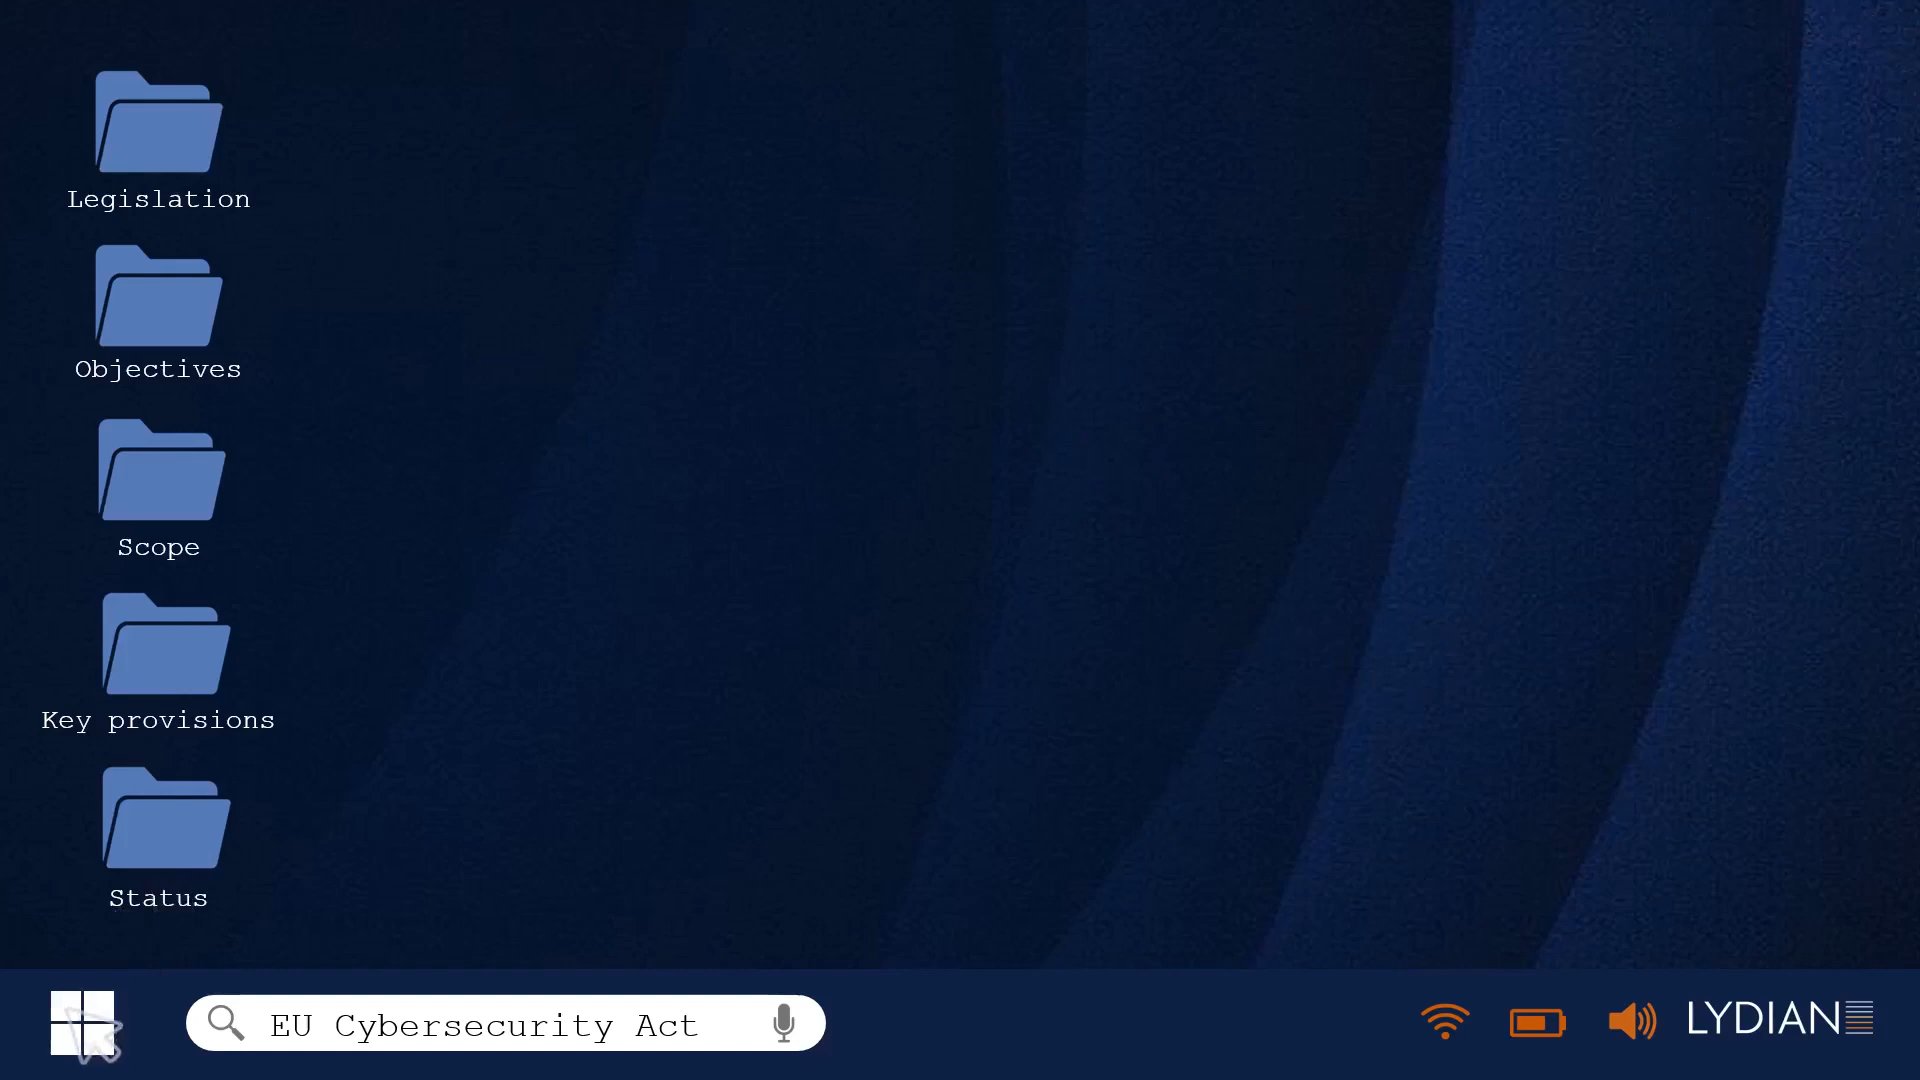 Legislation
Objectives
Scope
Key provisions
Status
EU Cybersecurity Act
LYDIAN